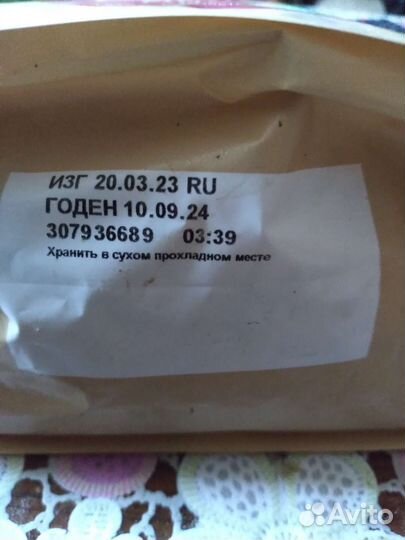 ИЗГ 20.03.23 RU
ГОДЕН 10.09.24
307936689 03:39
Хранить в сухом прохладном месте
Avito